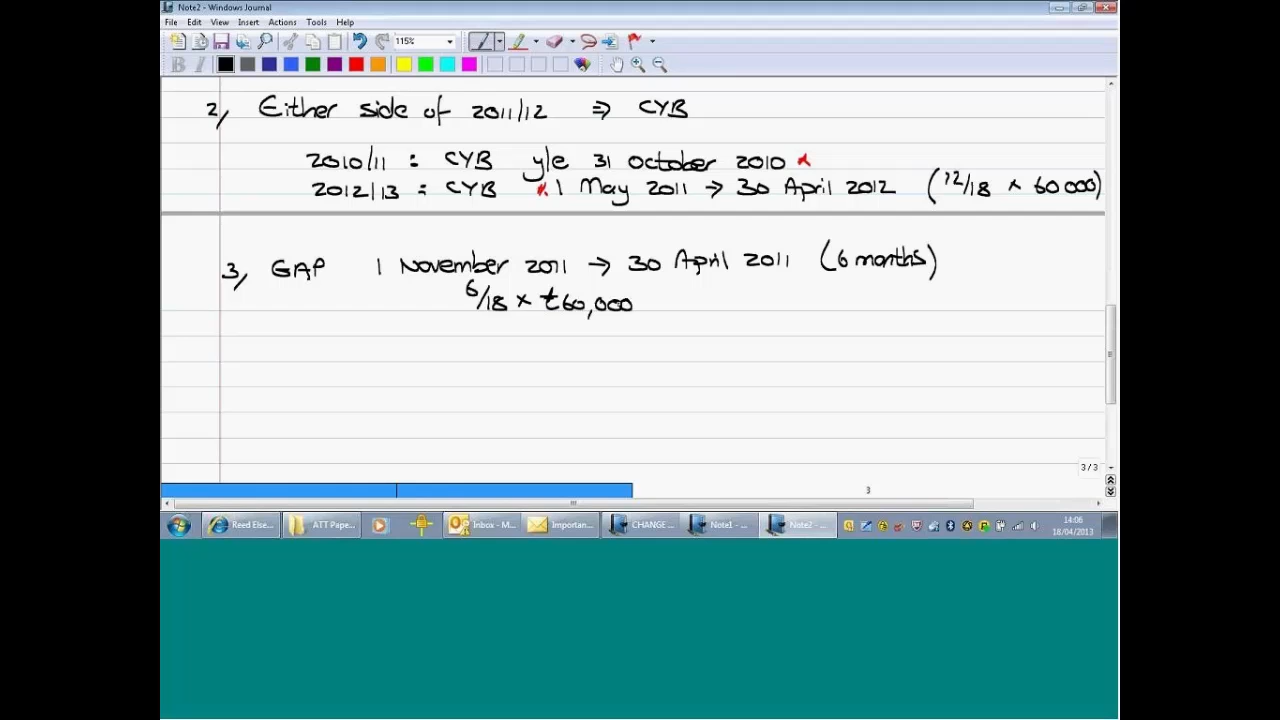 Note2 - Windows Journal
File Edit View Insert Actions Tools Help
115%
B I
2, Either side of 2011/12 ⇒ CYB
2010/11 : CYB y/e 31 October 2010 *
2012/13 : CYB * 1 May 2011 → 30 April 2012 (12/18 × 60 000)
3, GAP 1 November 2011 → 30 April 2011 (6 months)
6/18 × £60,000
3/3
3
Reed Else... ATT Pape... Inbox - M... Importan... CHANGE ... Note1 - ... Note2 - ...
14:06
18/04/2013